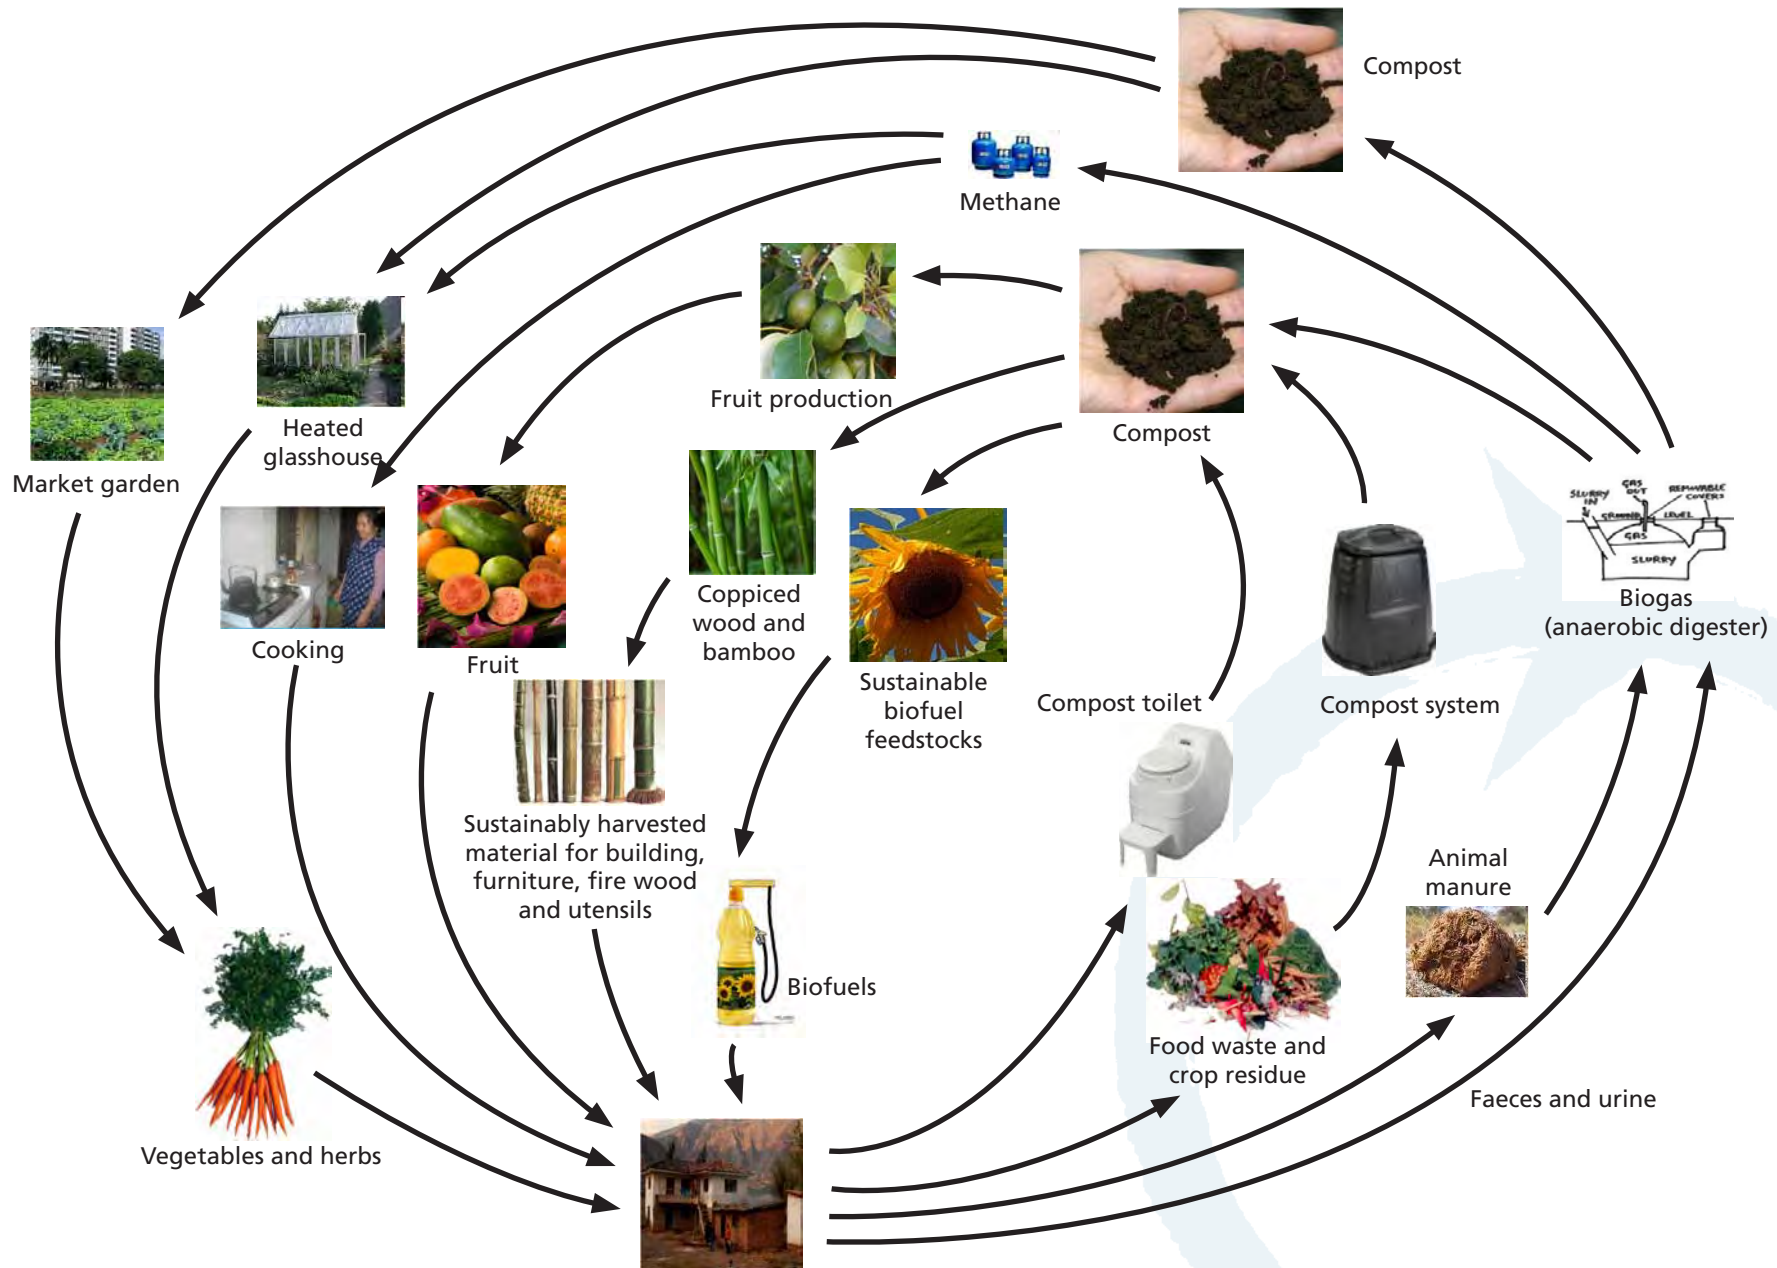 Compost
Methane
Fruit production
Compost
Heated
glasshouse
Market garden
SLURRY
IN
GAS
OUT
REMOVABLE
COVERS
GROUND LEVEL
GAS
SLURRY
Biogas
(anaerobic digester)
Cooking
Fruit
Coppiced
wood and
bamboo
Sustainable
biofuel
feedstocks
Compost toilet
Compost system
Sustainably harvested
material for building,
furniture, fire wood
and utensils
Animal
manure
Biofuels
Food waste and
crop residue
Faeces and urine
Vegetables and herbs